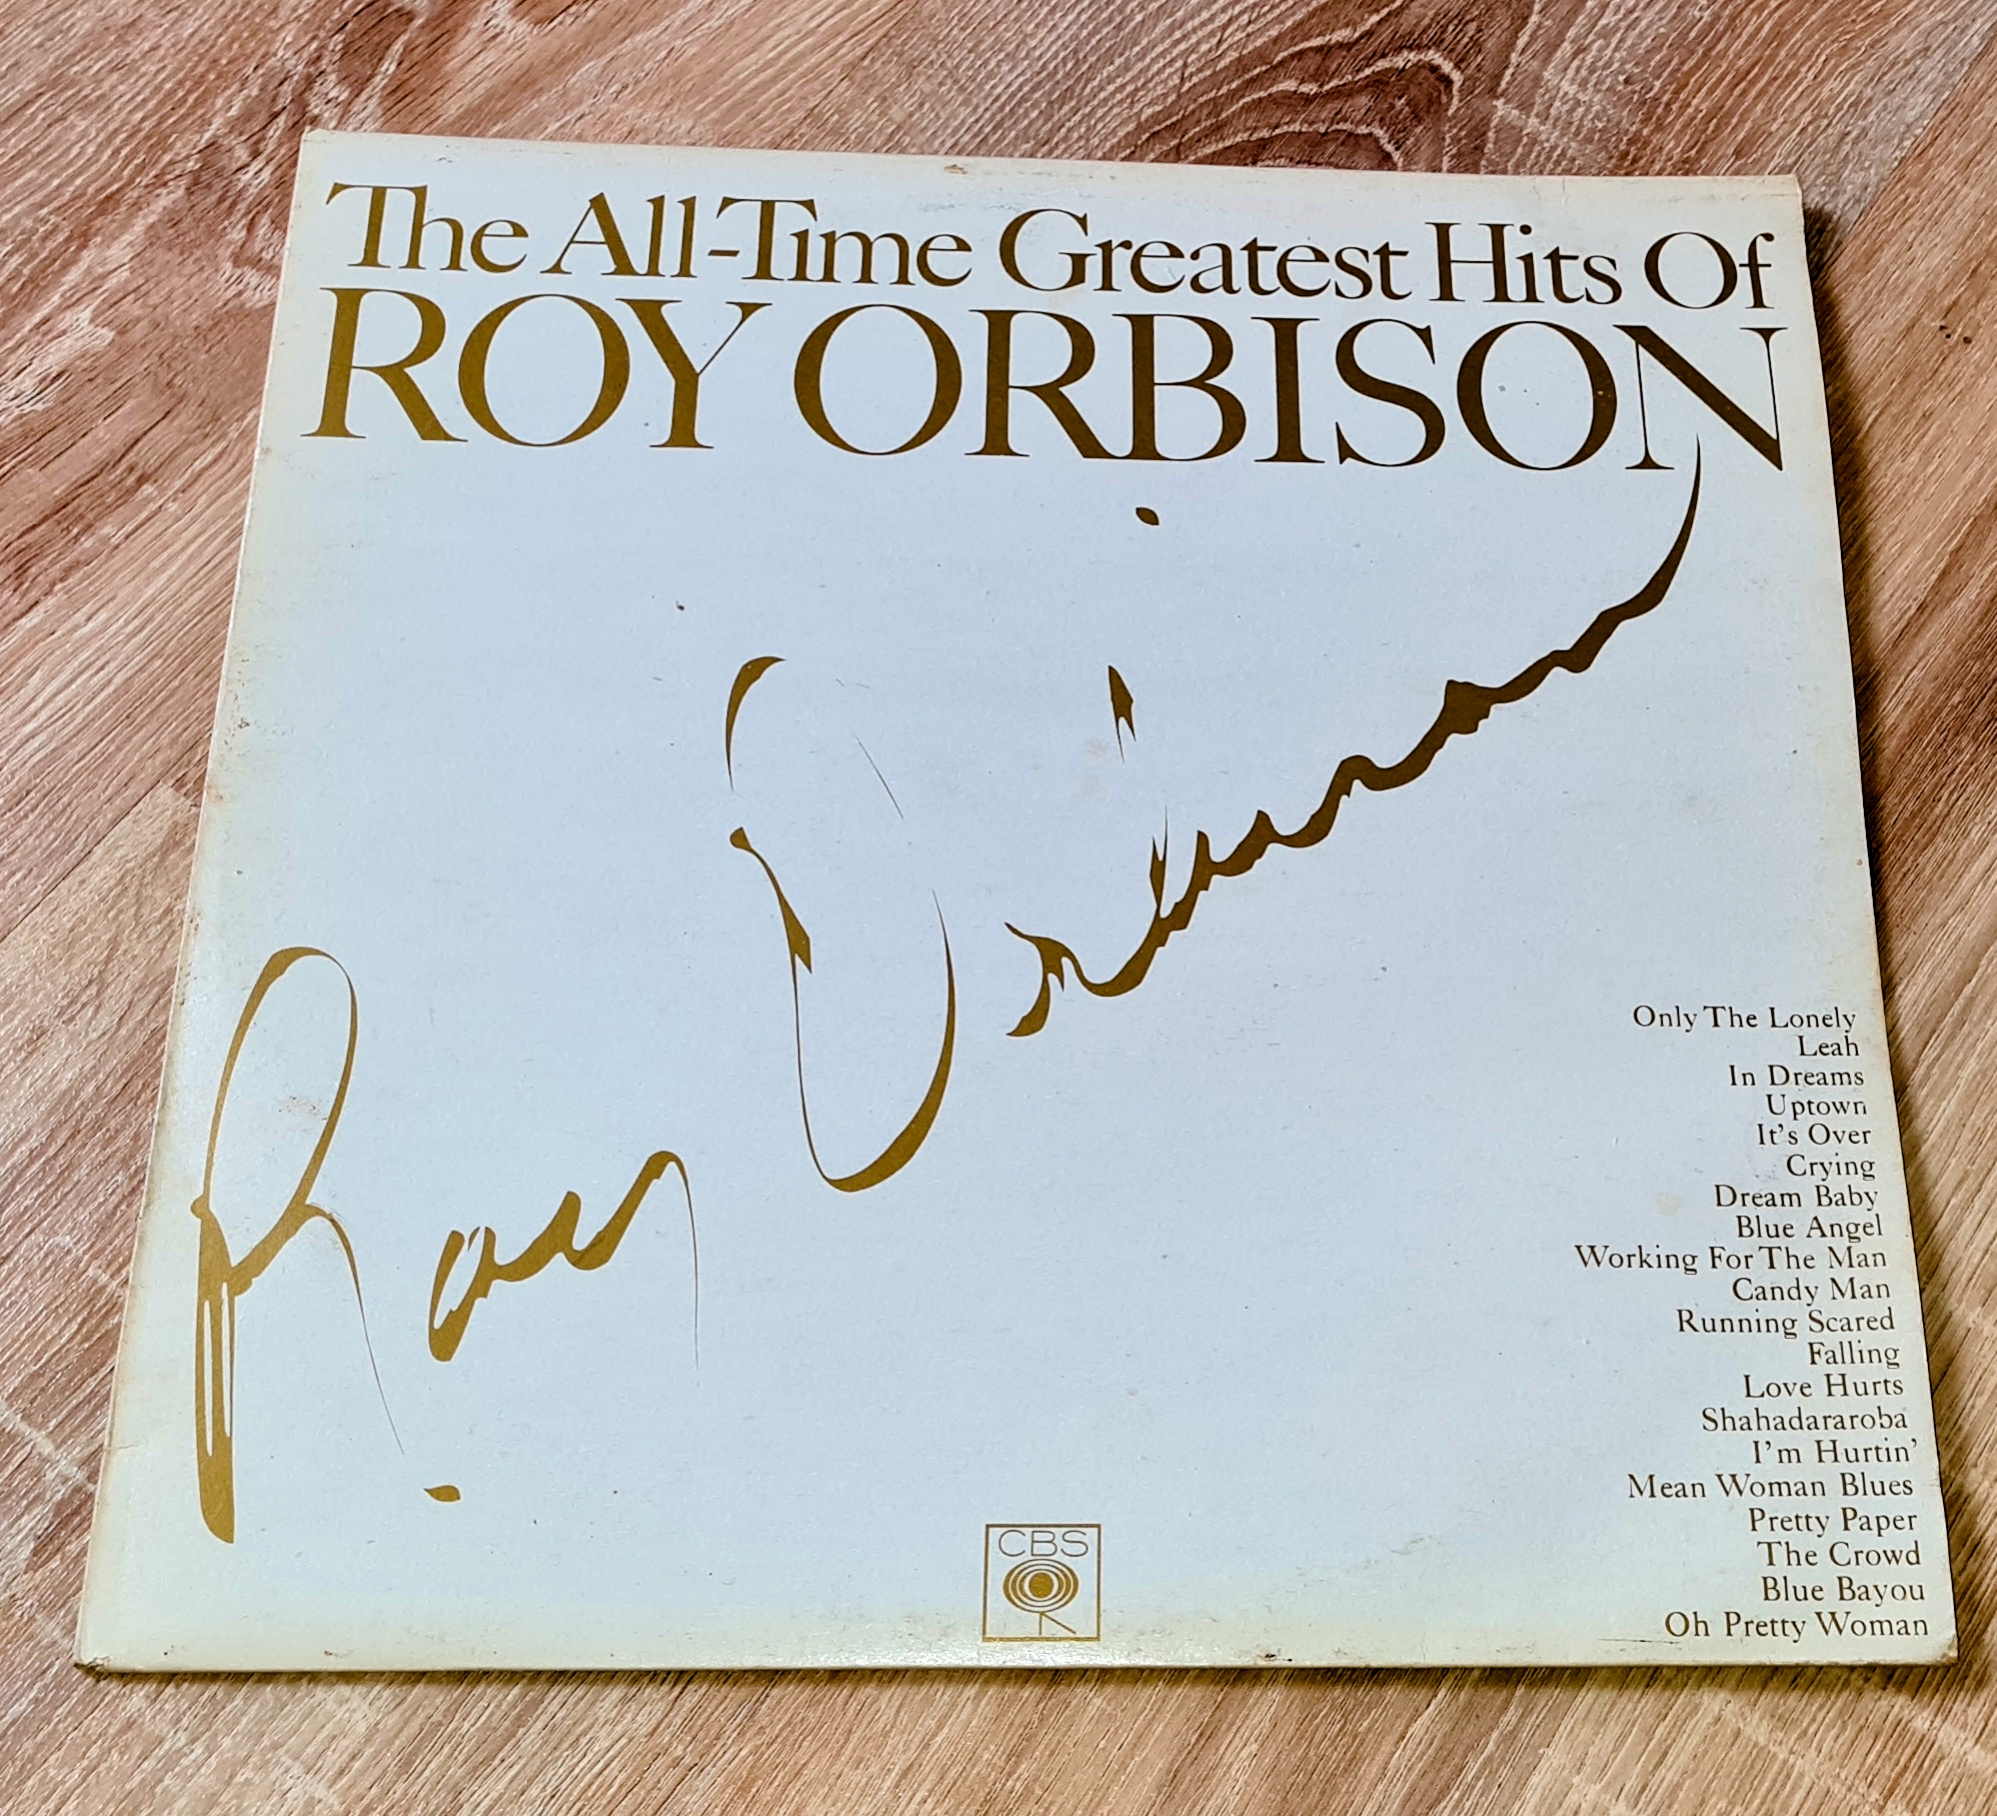 The All-Time Greatest Hits Of
ROY ORBISON
Roy Orbison
Only The Lonely
Leah
In Dreams
Uptown
It's Over
Crying
Dream Baby
Blue Angel
Working For The Man
Candy Man
Running Scared
Falling
Love Hurts
Shahadararoba
I'm Hurtin'
Mean Woman Blues
Pretty Paper
The Crowd
Blue Bayou
Oh Pretty Woman
CBS